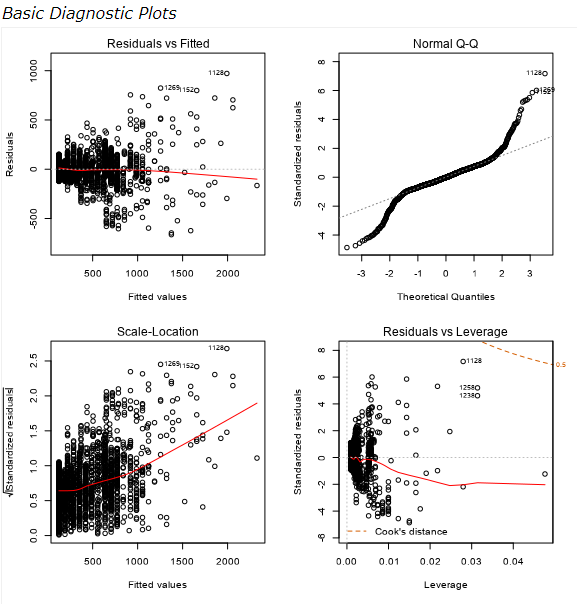 Basic Diagnostic Plots
Residuals vs Fitted
Residuals
-500 0 500 1000
1128
1269 1152
500 1000 1500 2000
Fitted values
Normal Q-Q
Standardized residuals
-4 -2 0 2 4 6 8
1128
1152 1269
-3 -2 -1 0 1 2 3
Theoretical Quantiles
Scale-Location
√|Standardized residuals|
0.0 0.5 1.0 1.5 2.0 2.5
1128
1269 1152
500 1000 1500 2000
Fitted values
Residuals vs Leverage
Standardized residuals
-6 -4 -2 0 2 4 6 8
0.5
1128
1258
1238
Cook's distance
0.00 0.01 0.02 0.03 0.04
Leverage